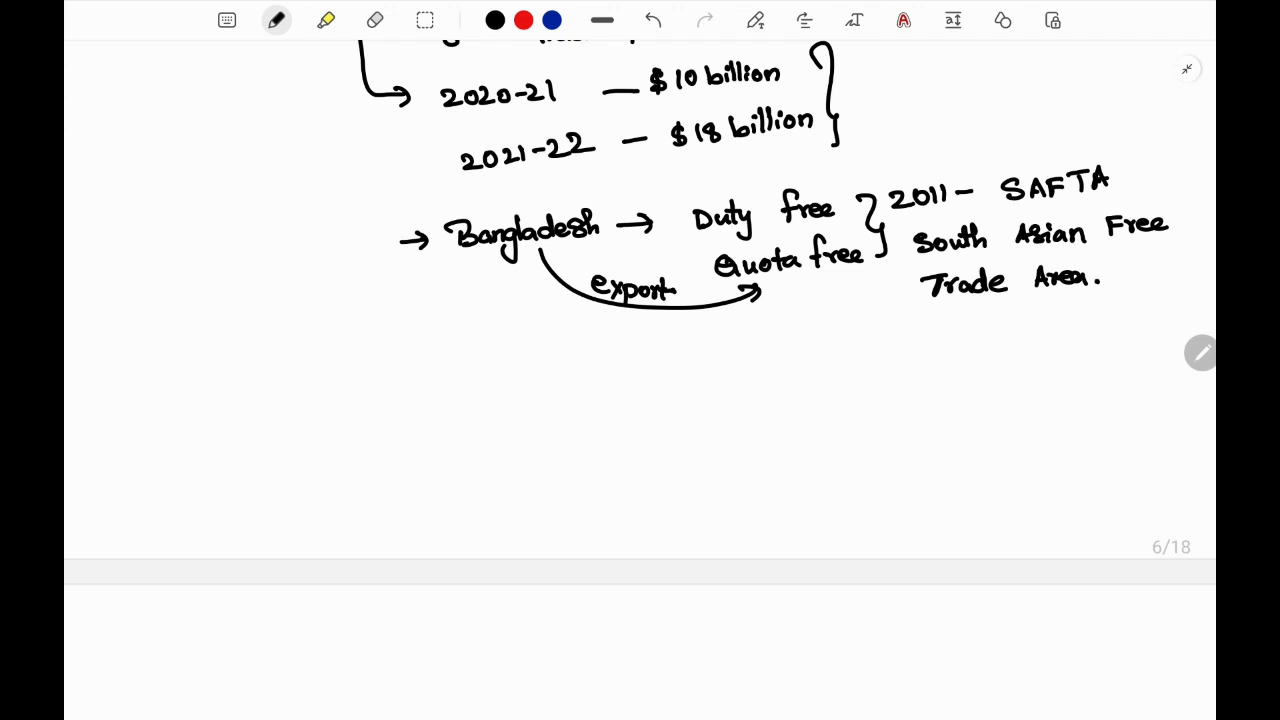 2020-21 — $10 billion
2021-22 — $18 billion
→ Bangladesh → Duty free
Quota free
export
2011 - SAFTA
South Asian Free
Trade Area.
6/18